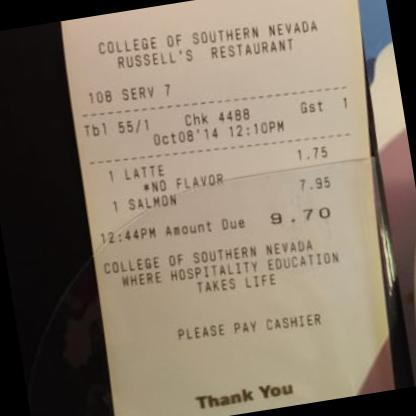 COLLEGE OF SOUTHERN NEVADA
RUSSELL'S RESTAURANT
108 SERV 7
Tbl 55/1 Chk 4488 Gst 1
Oct08'14 12:10PM
1 LATTE 1.75
*NO FLAVOR
1 SALMON 7.95
12:44PM Amount Due 9.70
COLLEGE OF SOUTHERN NEVADA
WHERE HOSPITALITY EDUCATION
TAKES LIFE
PLEASE PAY CASHIER
Thank You